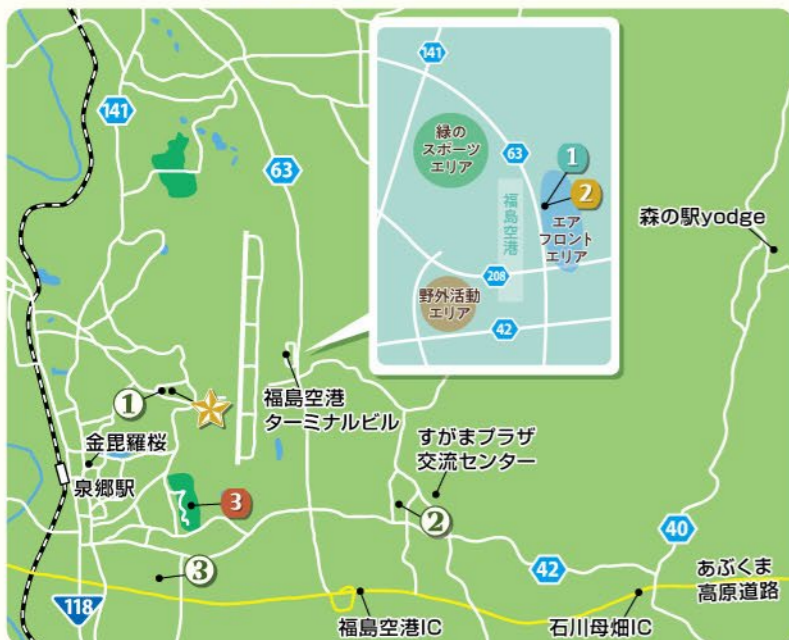 141
63
141
緑の
スポーツ
エリア
63
1
2
福島空港
エア
フロント
エリア
208
野外活動
エリア
42
森の駅yodge
福島空港
ターミナルビル
1
金毘羅桜
泉郷駅
すがまプラザ
交流センター
3
2
3
42
40
あぶくま
高原道路
118
福島空港IC
石川母畑IC